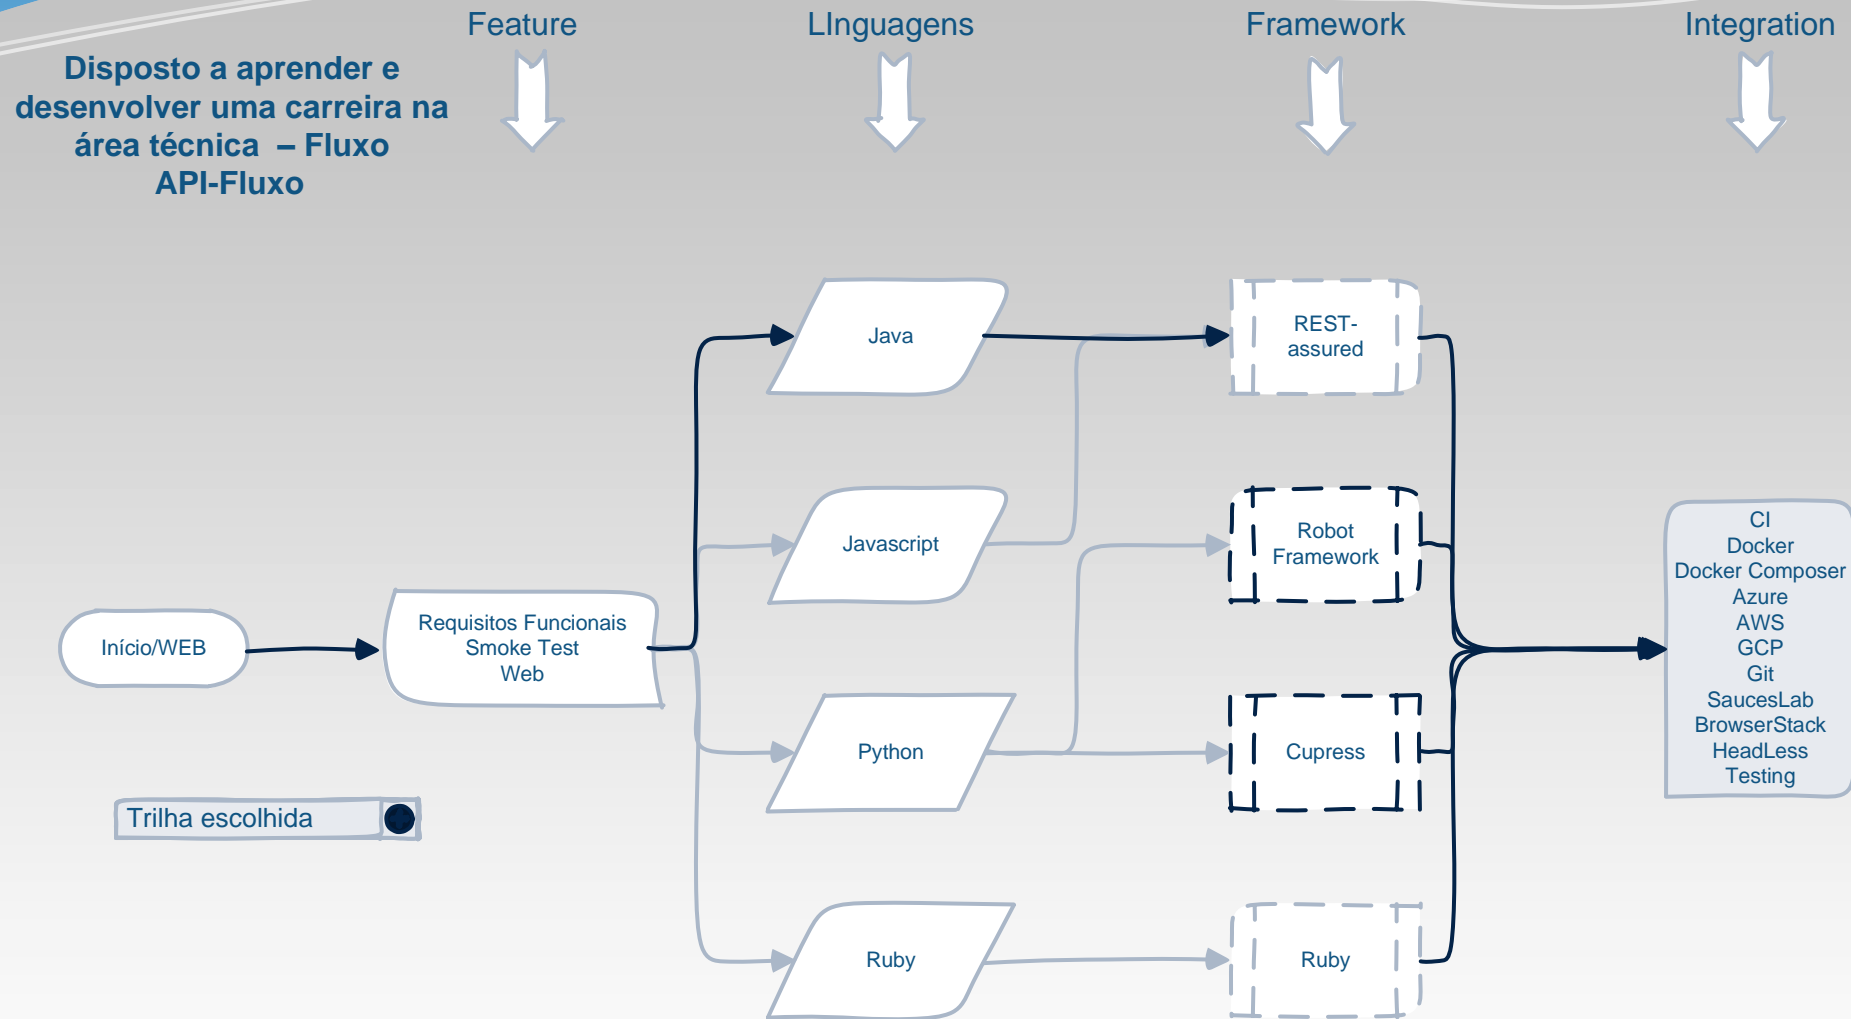 Feature
LInguagens
Framework
Integration
Disposto a aprender e
desenvolver uma carreira na
área técnica – Fluxo
API-Fluxo
Início/WEB
Requisitos Funcionais
Smoke Test
Web
Java
Javascript
Python
Ruby
REST-
assured
Robot
Framework
Cupress
Ruby
CI
Docker
Docker Composer
Azure
AWS
GCP
Git
SaucesLab
BrowserStack
HeadLess
Testing
Trilha escolhida